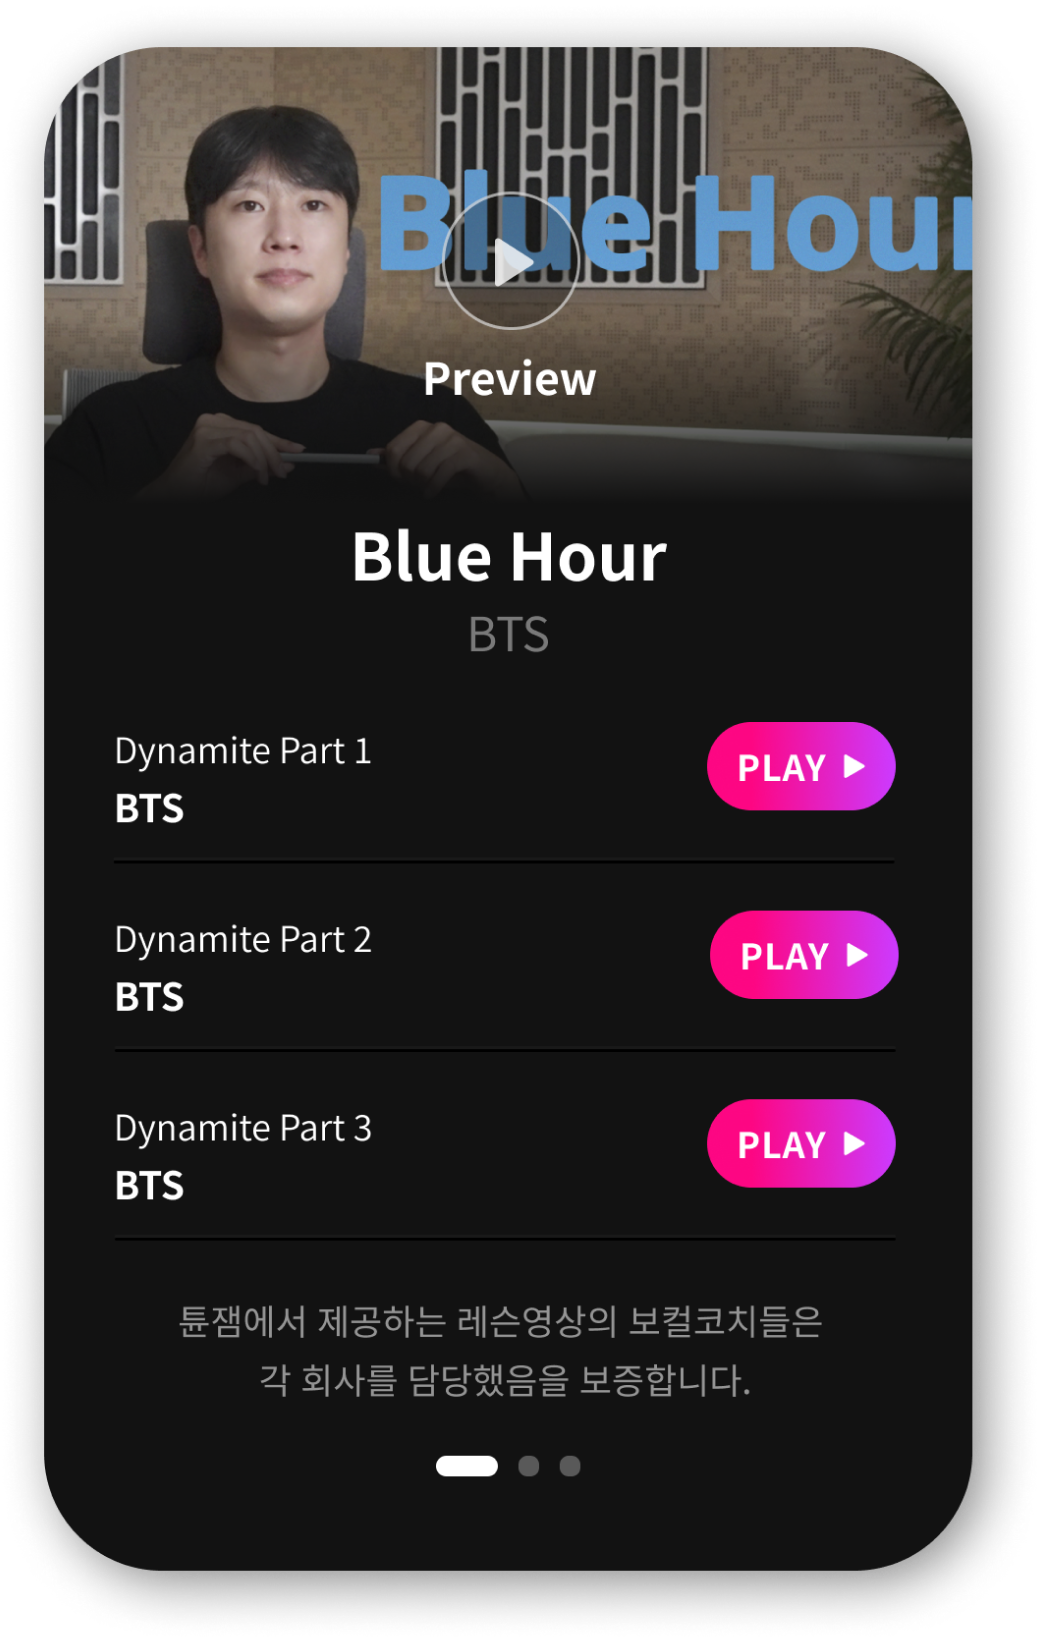 Blue Hour
Preview
Blue Hour
BTS
Dynamite Part 1
BTS
PLAY
Dynamite Part 2
BTS
PLAY
Dynamite Part 3
BTS
PLAY
튠잼에서 제공하는 레슨영상의 보컬코치들은
각 회사를 담당했음을 보증합니다.